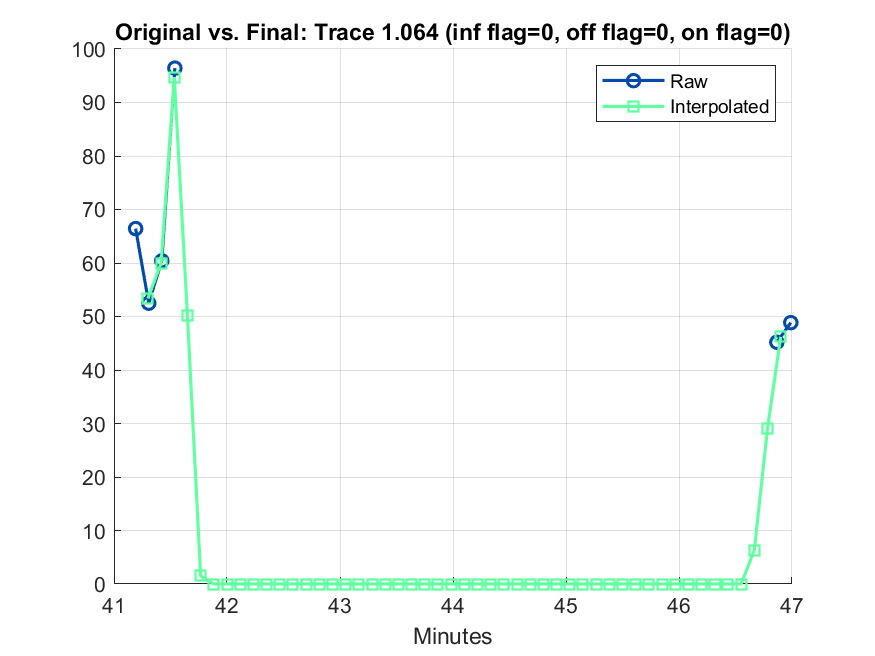 Original vs. Final: Trace 1.064 (inf flag=0, off flag=0, on flag=0)
100
90
80
70
60
50
40
30
20
10
0
Raw
Interpolated
41 42 43 44 45 46 47
Minutes